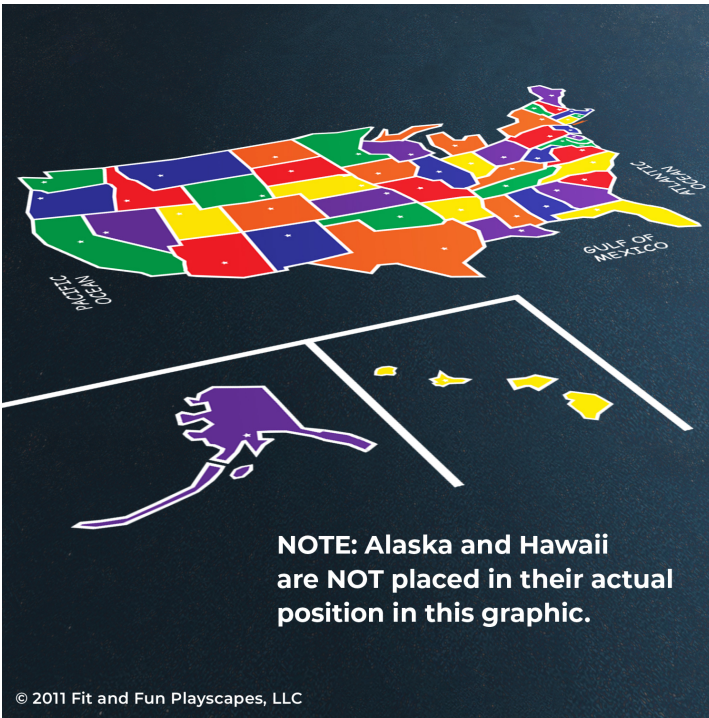 ATLANTIC
OCEAN
GULF OF
MEXICO
PACIFIC
OCEAN
NOTE: Alaska and Hawaii
are NOT placed in their actual
position in this graphic.
© 2011 Fit and Fun Playscapes, LLC